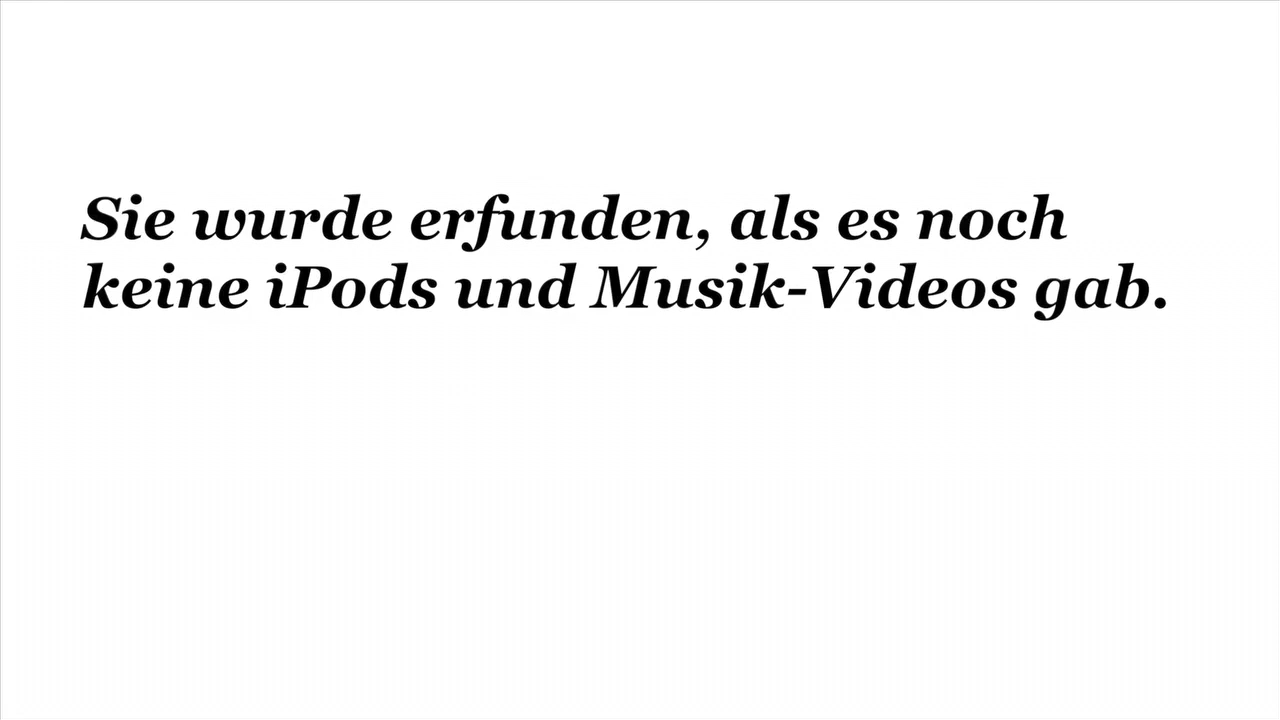 Sie wurde erfunden, als es noch
keine iPods und Musik-Videos gab.